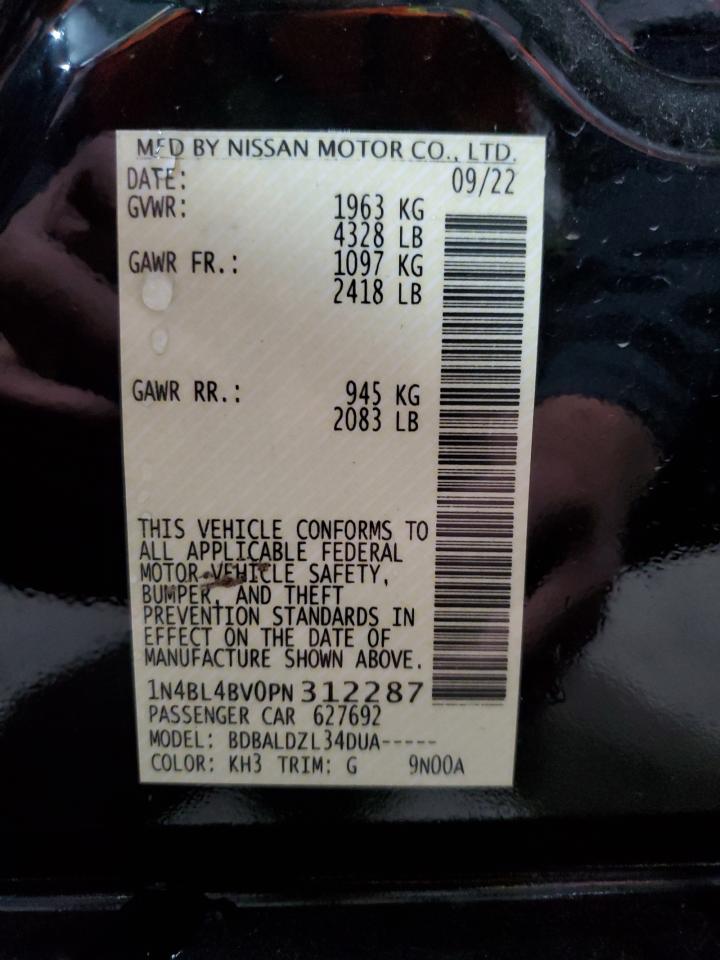 MFD BY NISSAN MOTOR CO., LTD.
DATE: 09/22
GVWR: 1963 KG
4328 LB
GAWR FR.: 1097 KG
2418 LB
GAWR RR.: 945 KG
2083 LB
THIS VEHICLE CONFORMS TO
ALL APPLICABLE FEDERAL
MOTOR VEHICLE SAFETY,
BUMPER, AND THEFT
PREVENTION STANDARDS IN
EFFECT ON THE DATE OF
MANUFACTURE SHOWN ABOVE.
1N4BL4BV0PN312287
PASSENGER CAR 627692
MODEL: BDBALDZL34DUA-----
COLOR: KH3 TRIM: G 9N00A